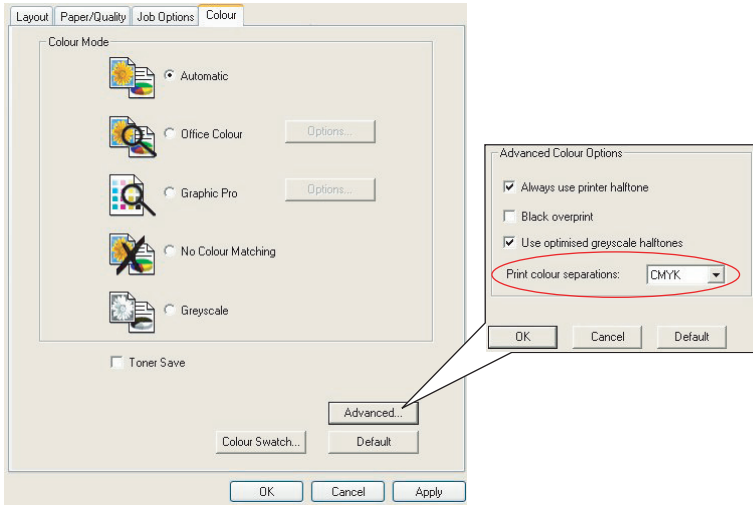 Layout Paper/Quality Job Options Colour
Colour Mode
Automatic
Office Colour Options...
Graphic Pro Options...
No Colour Matching
Greyscale
Toner Save
Advanced...
Colour Swatch... Default
OK Cancel Apply
Advanced Colour Options
Always use printer halftone
Black overprint
Use optimised greyscale halftones
Print colour separations: CMYK
OK Cancel Default